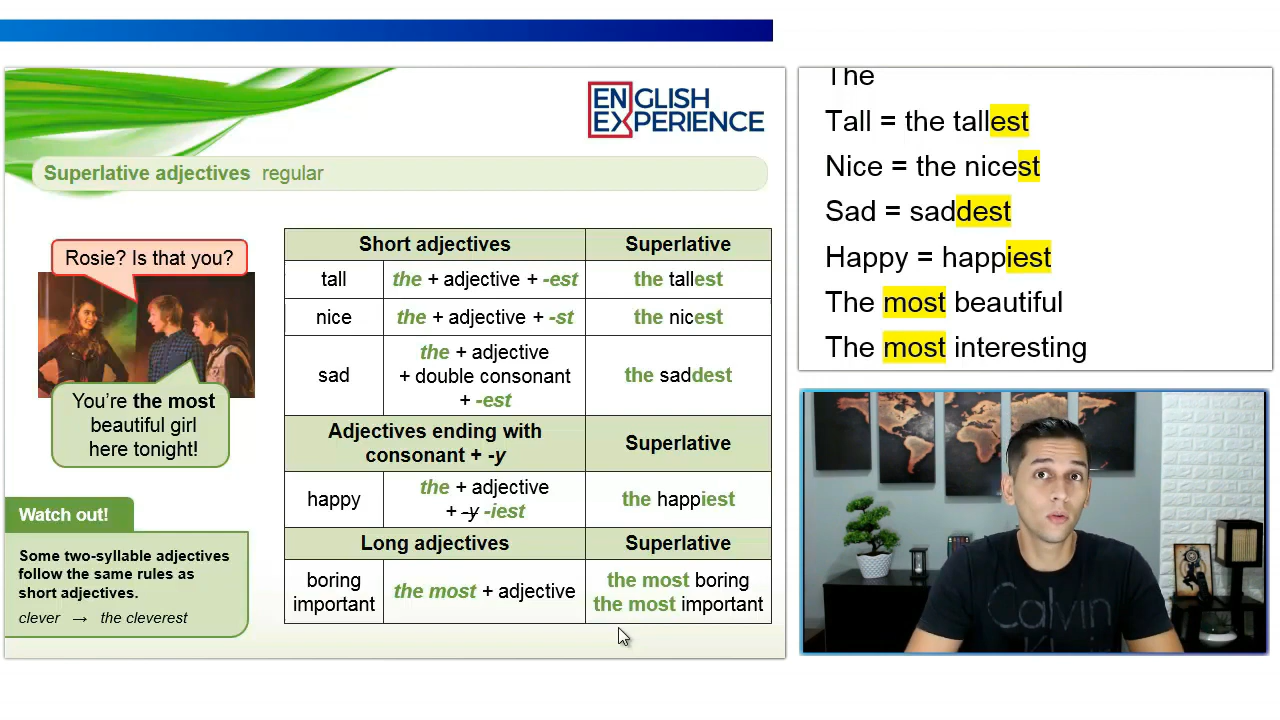 ENGLISH
EXPERIENCE
Superlative adjectives regular
Rosie? Is that you?
You're the most
beautiful girl
here tonight!
Watch out!
Some two-syllable adjectives
follow the same rules as
short adjectives.
clever → the cleverest
Short adjectives Superlative
tall the + adjective + -est the tallest
nice the + adjective + -st the nicest
sad the + adjective
+ double consonant
+ -est the saddest
Adjectives ending with
consonant + -y Superlative
happy the + adjective
+ -y -iest the happiest
Long adjectives Superlative
boring
important the most + adjective the most boring
the most important
The
Tall = the tallest
Nice = the nicest
Sad = saddest
Happy = happiest
The most beautiful
The most interesting
Calvin